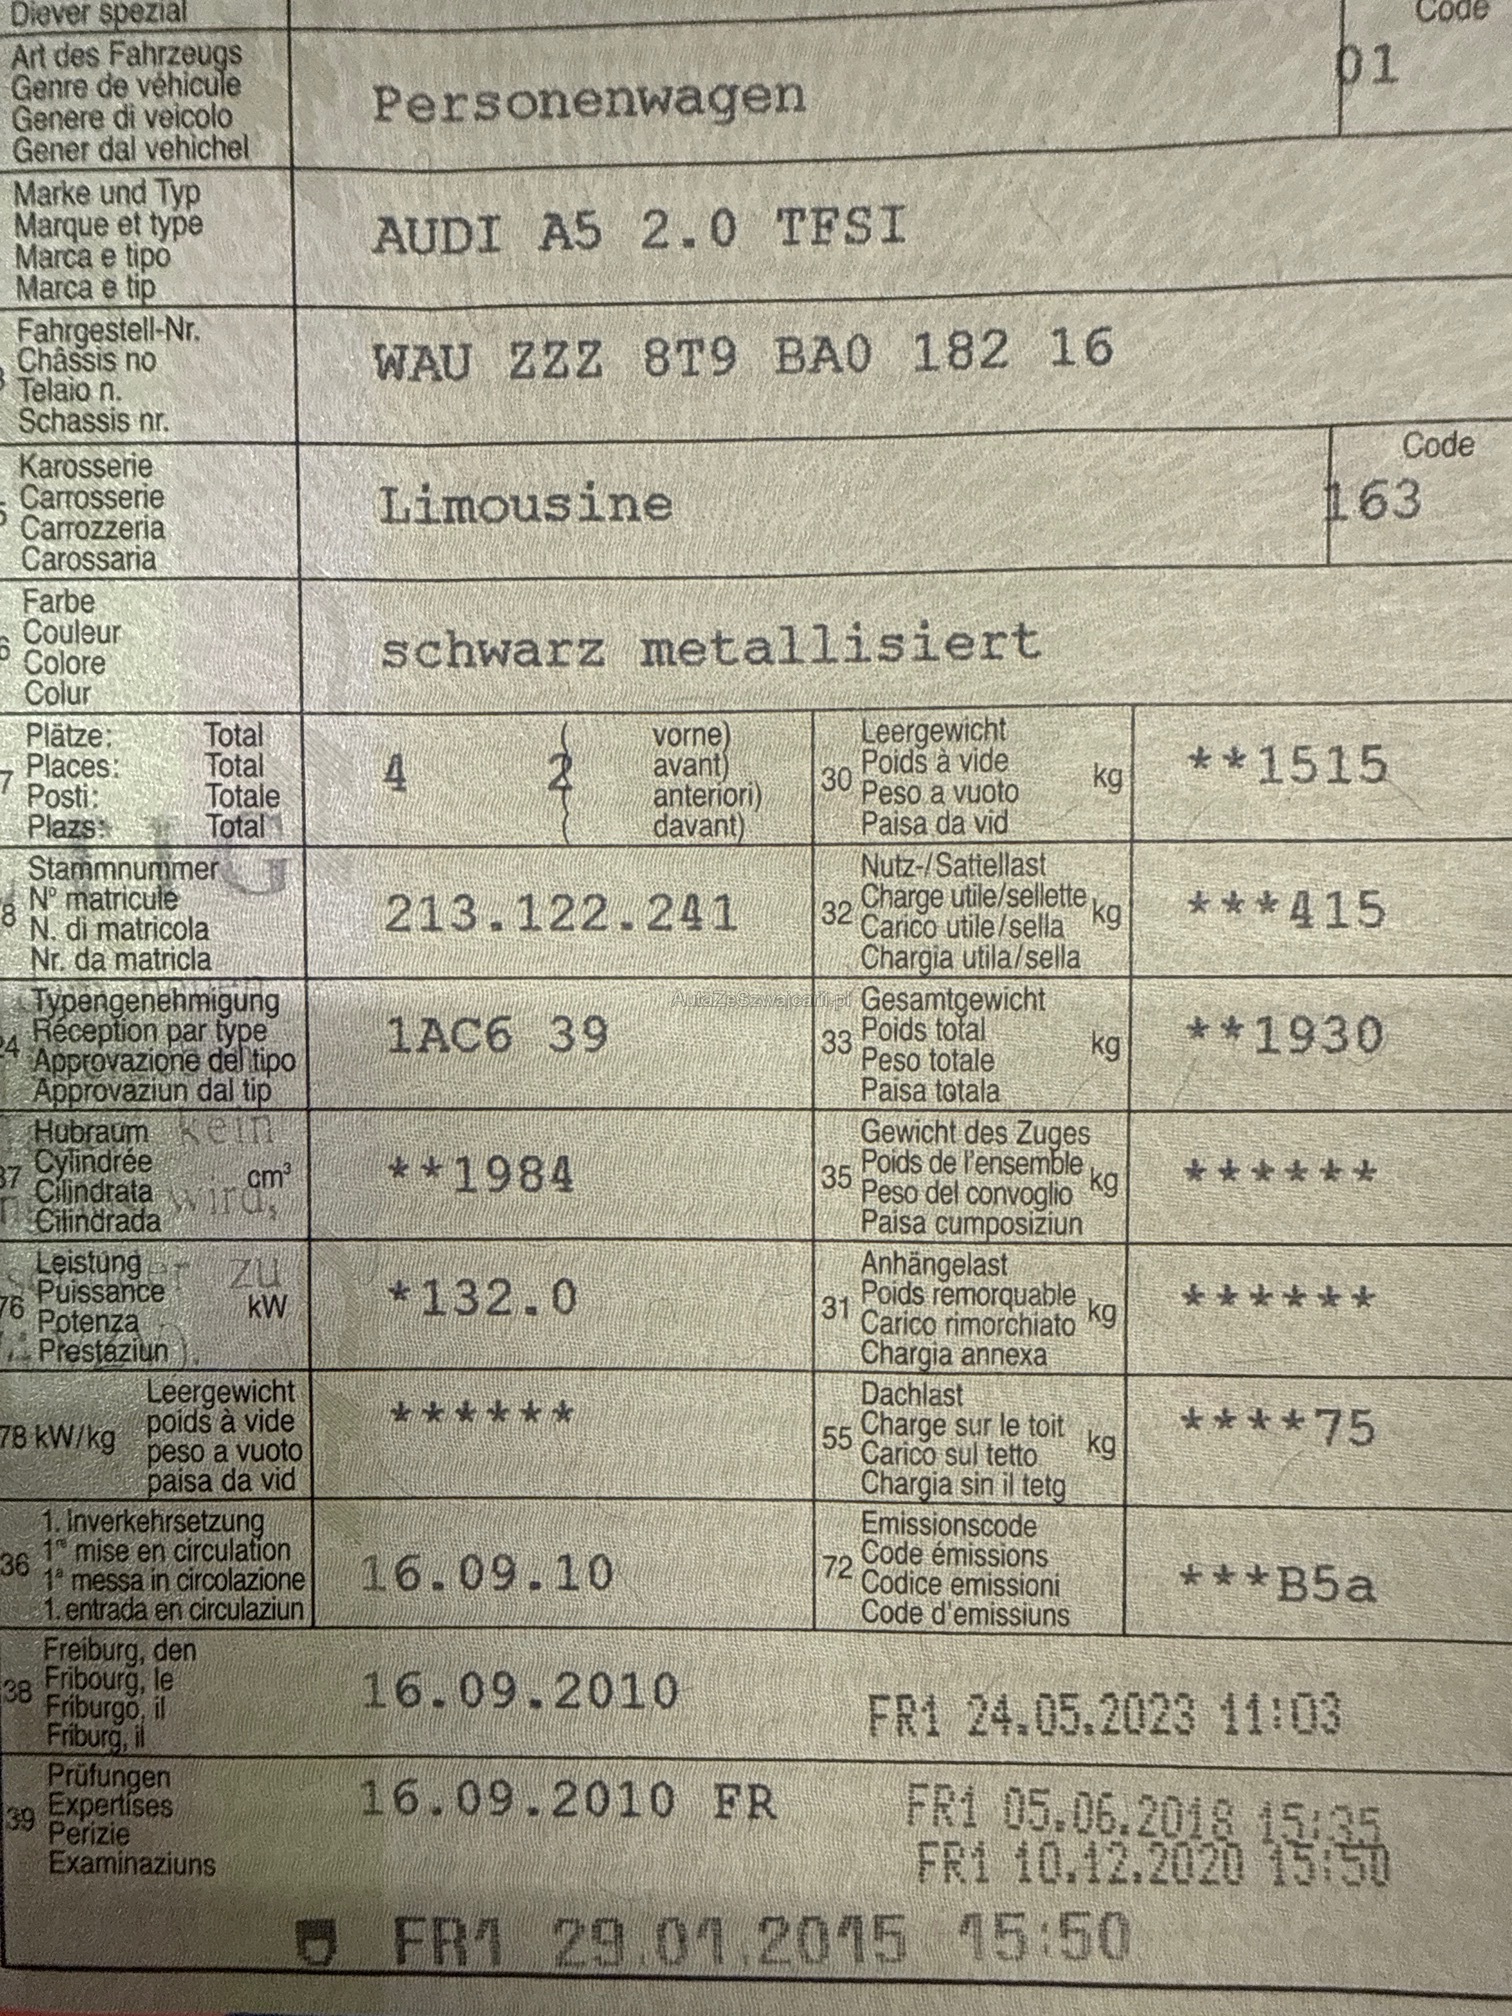 Diever spezial
Code
Art des Fahrzeugs
Genre de véhicule
Genere di veicolo
Gener dal vehichel
Personenwagen
01
Marke und Typ
Marque et type
Marca e tipo
Marca e tip
AUDI A5 2.0 TFSI
Fahrgestell-Nr.
Châssis no
Telaio n.
Schassis nr.
WAU ZZZ 8T9 BA0 182 16
Karosserie
Carrosserie
Carrozzeria
Carossaria
Limousine
Code
163
Farbe
Couleur
Colore
Colur
schwarz metallisiert
Plätze: Total
Places: Total
Posti: Totale
Plazs: Total
4 2
( vorne)
avant)
anteriori)
( davant)
30
Leergewicht
Poids à vide
Peso a vuoto
Paisa da vid
kg
**1515
Stammnummer
N° matricule
N. di matricola
Nr. da matricla
213.122.241
32
Nutz-/Sattellast
Charge utile/sellette
Carico utile/sella
Chargia utila/sella
kg
***415
Typengenehmigung
Réception par type
Approvazione del tipo
Approvaziun dal tip
1AC6 39
AutaZeSzwajcarii.pl
33
Gesamtgewicht
Poids total
Peso totale
Paisa totala
kg
**1930
Hubraum
Cylindrée
Cilindrata
Cilindrada
cm³
kein
wird,
**1984
35
Gewicht des Zuges
Poids de l'ensemble
Peso del convoglio
Paisa cumposiziun
kg
******
76
Leistung
Puissance
Potenza
Prestaziun
kW
zu
*132.0
31
Anhängelast
Poids remorquable
Carico rimorchiato
Chargia annexa
kg
******
78 kW/kg
Leergewicht
poids à vide
peso a vuoto
paisa da vid
******
55
Dachlast
Charge sur le toit
Carico sul tetto
Chargia sin il tetg
kg
****75
36
1. Inverkehrsetzung
1re mise en circulation
1a messa in circolazione
1. entrada en circulaziun
16.09.10
72
Emissionscode
Code émissions
Codice emissioni
Code d'emissiuns
***B5a
38
Freiburg, den
Fribourg, le
Friburgo, il
Friburg, il
16.09.2010
FR1 24.05.2023 11:03
39
Prüfungen
Expertises
Perizie
Examinaziuns
16.09.2010 FR
FR1 05.06.2018 15:35
FR1 10.12.2020 15:50
FR1 29.01.2015 15:50